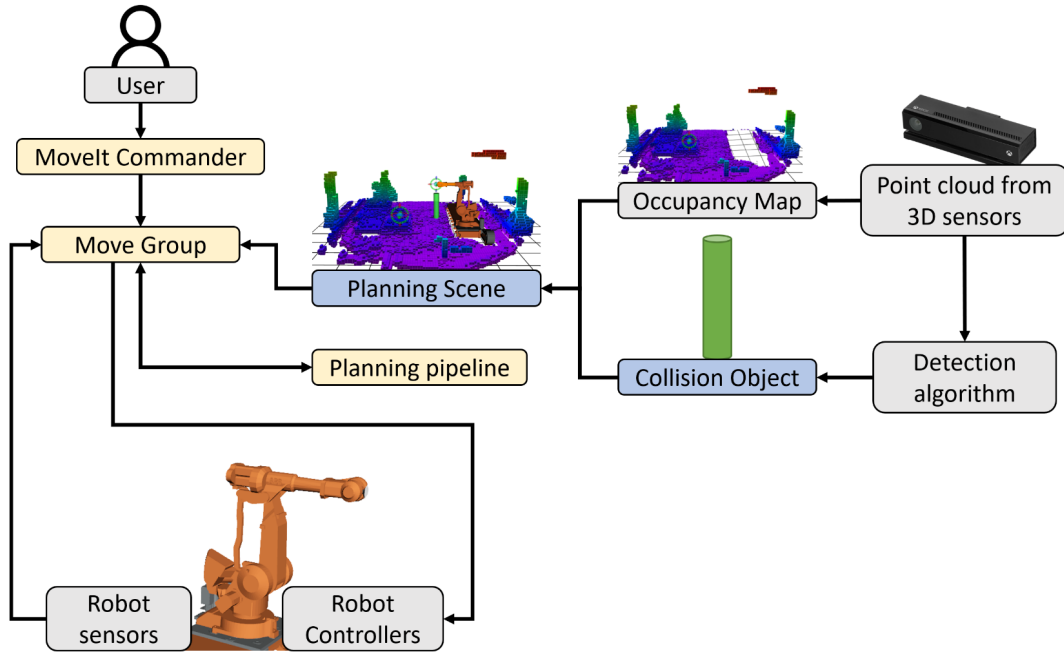 User
MoveIt Commander
Move Group
Planning Scene
Planning pipeline
Occupancy Map
Point cloud from
3D sensors
Collision Object
Detection
algorithm
Robot
sensors
Robot
Controllers